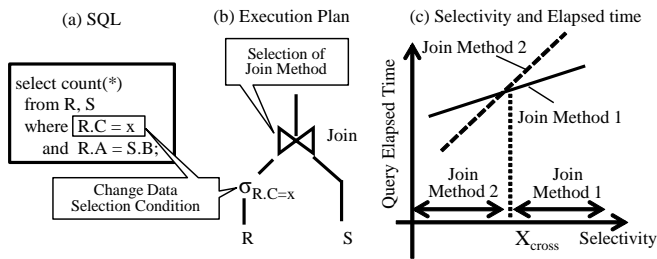 (a) SQL
(b) Execution Plan
(c) Selectivity and Elapsed time
select count(*)
from R, S
where R.C = x
and R.A = S.B;
Change Data
Selection Condition
Selection of
Join Method
Join
σR.C=x
R
S
Query Elapsed Time
Join Method 2
Join Method 1
Join
Method 2
Join
Method 1
Xcross
Selectivity